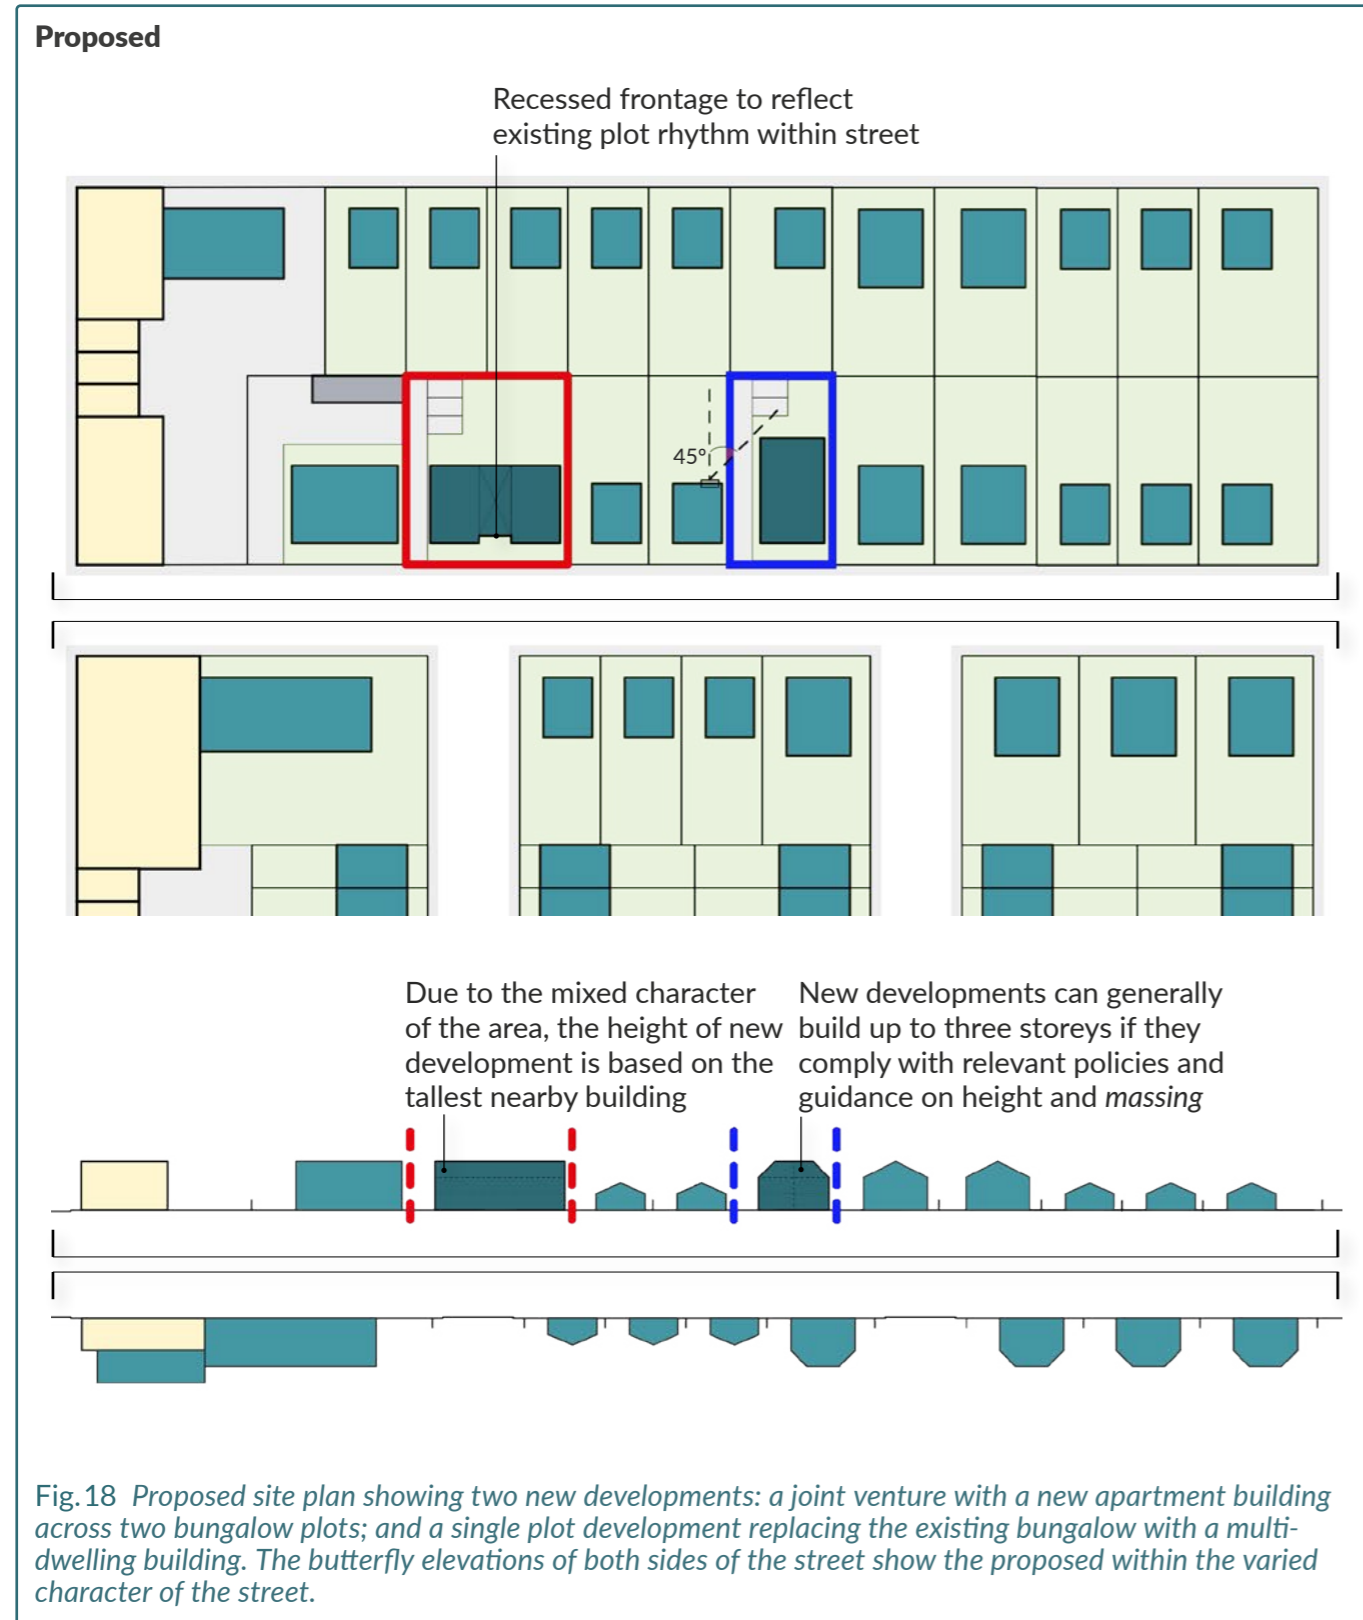 Proposed
Recessed frontage to reflect
existing plot rhythm within street
45°
Due to the mixed character
of the area, the height of new
development is based on the
tallest nearby building
New developments can generally
build up to three storeys if they
comply with relevant policies and
guidance on height and massing
Fig.18 Proposed site plan showing two new developments: a joint venture with a new apartment building
across two bungalow plots; and a single plot development replacing the existing bungalow with a multi-
dwelling building. The butterfly elevations of both sides of the street show the proposed within the varied
character of the street.